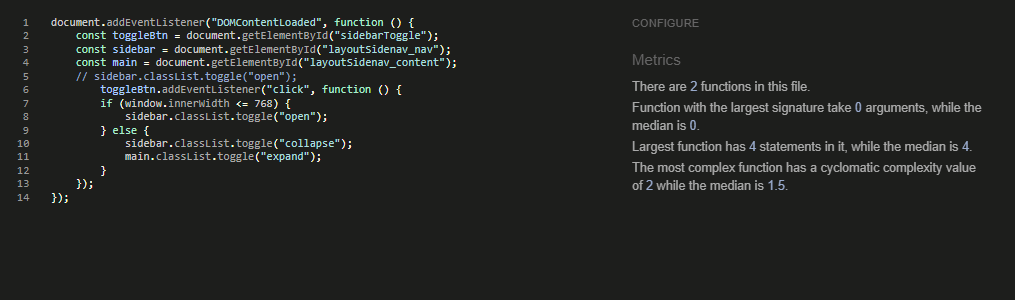 1 document.addEventListener("DOMContentLoaded", function () {
2 const toggleBtn = document.getElementById("sidebarToggle");
3 const sidebar = document.getElementById("layoutSidenav_nav");
4 const main = document.getElementById("layoutSidenav_content");
5 // sidebar.classList.toggle("open");
6 toggleBtn.addEventListener("click", function () {
7 if (window.innerWidth <= 768) {
8 sidebar.classList.toggle("open");
9 } else {
10 sidebar.classList.toggle("collapse");
11 main.classList.toggle("expand");
12 }
13 });
14 });
CONFIGURE
Metrics
There are 2 functions in this file.
Function with the largest signature take 0 arguments, while the
median is 0.
Largest function has 4 statements in it, while the median is 4.
The most complex function has a cyclomatic complexity value
of 2 while the median is 1.5.